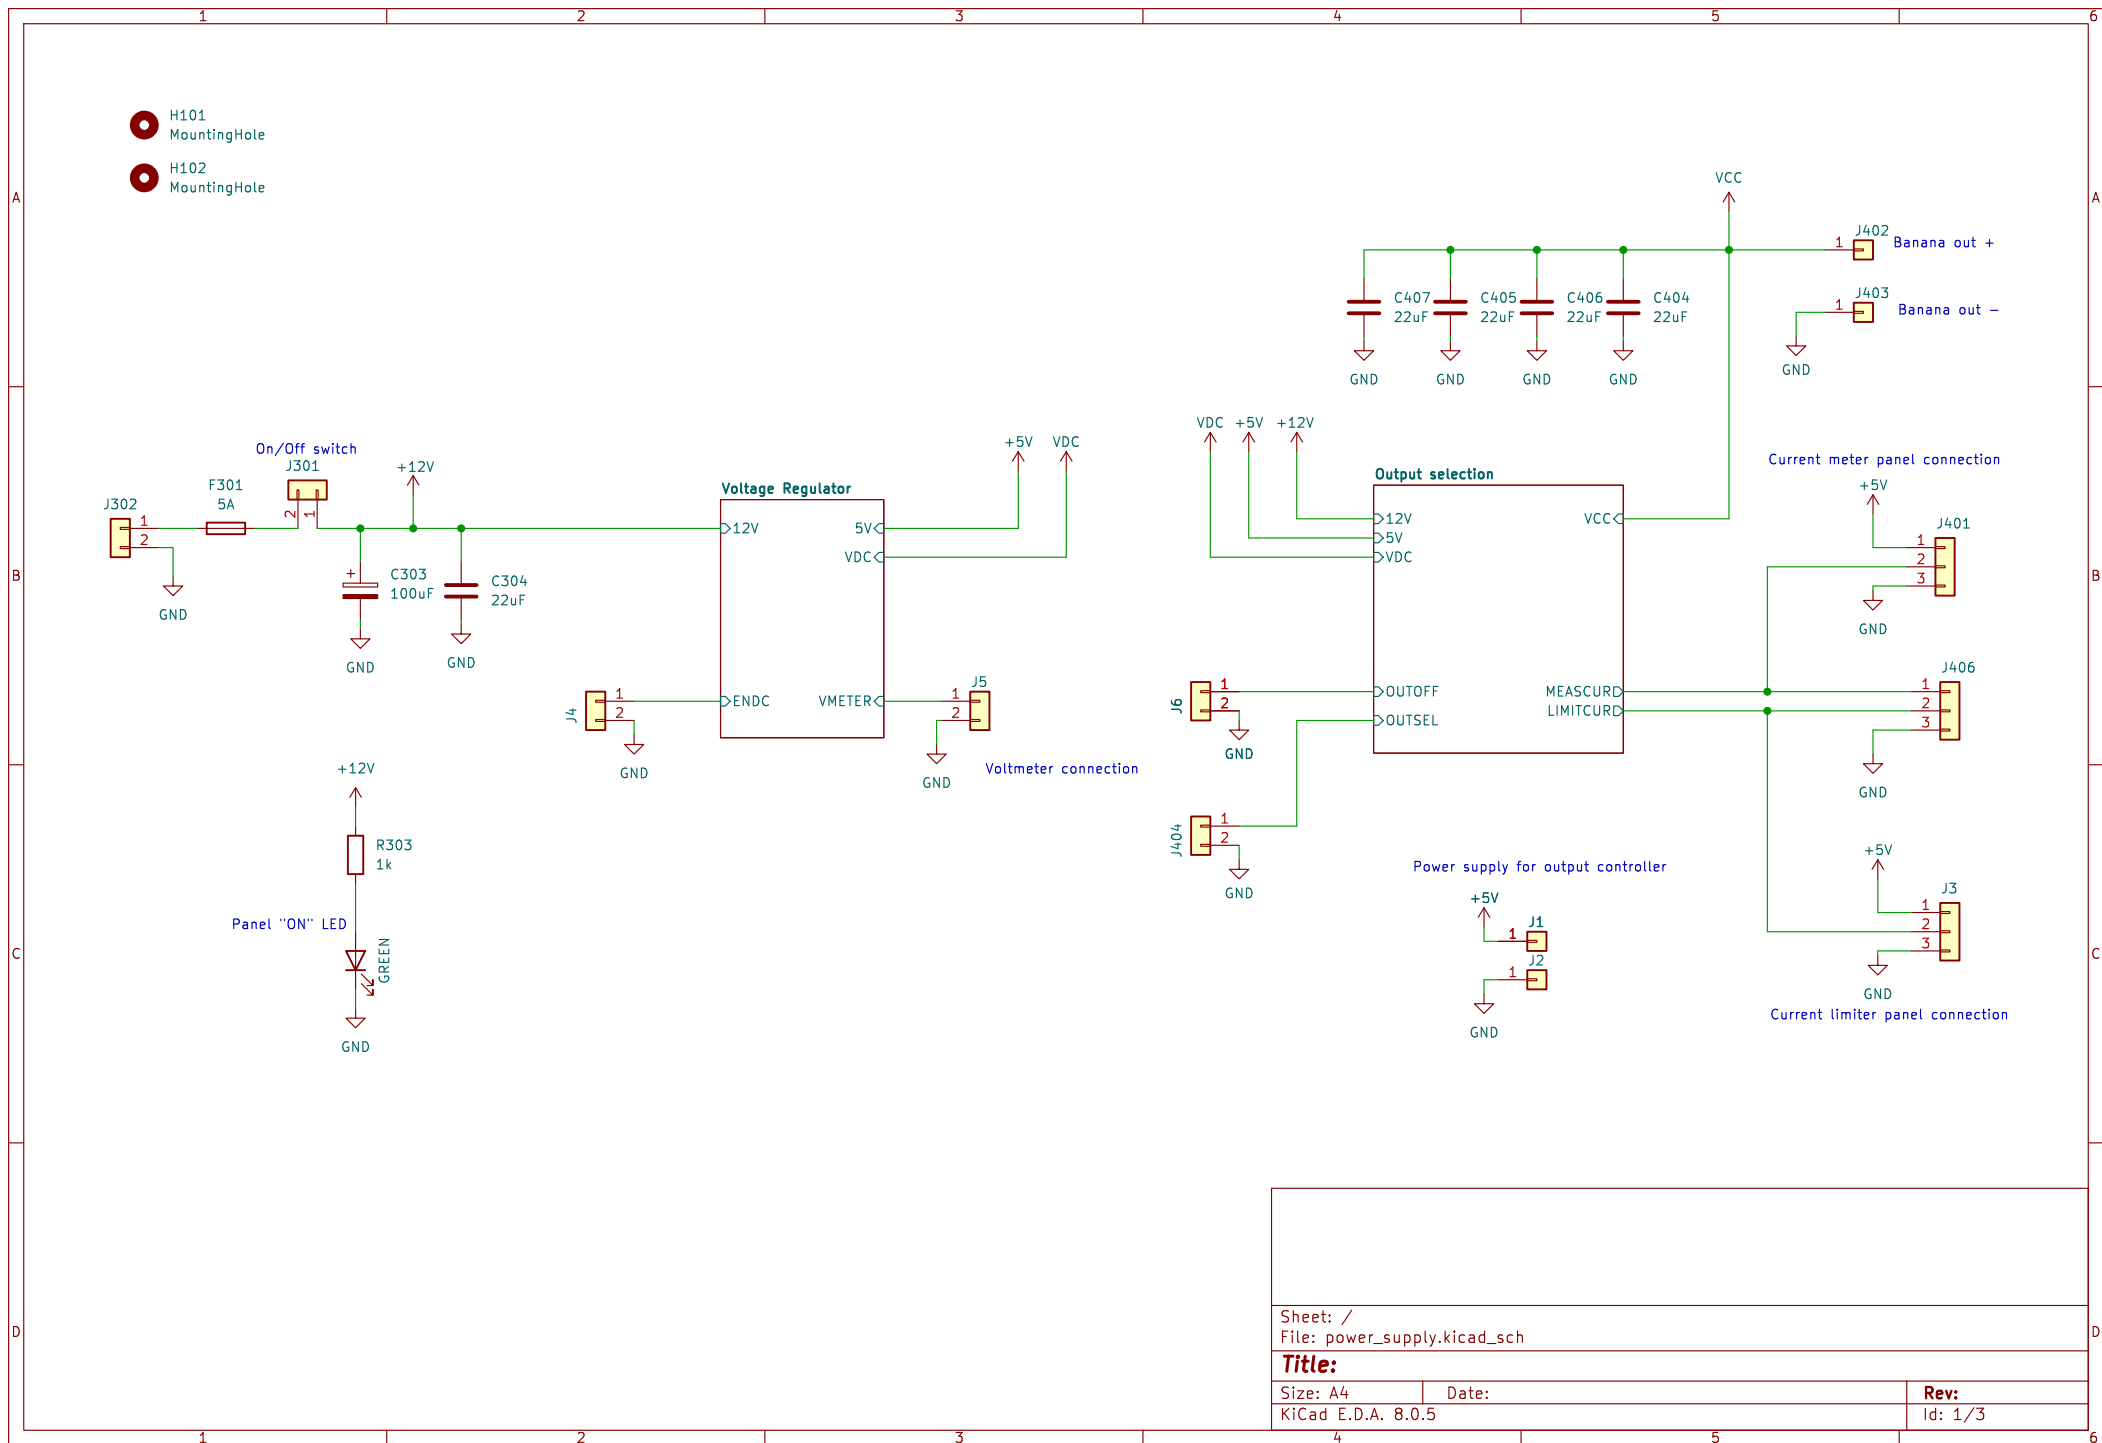 1 2 3 4 5 6
H101
MountingHole
H102
MountingHole
A A
VCC
J402
1
Banana out +
J403
1
Banana out -
GND
C407
22uF
C405
22uF
C406
22uF
C404
22uF
GND GND GND GND
On/Off switch
J301
2 1
+12V
F301
5A
J302
1
2
GND
C303
100uF
+
GND
C304
22uF
GND
Voltage Regulator
12V
5V
VDC
ENDC
VMETER
+5V VDC
J4
1
2
GND
J5
1
2
GND
Voltmeter connection
VDC +5V +12V
Output selection
12V
5V
VDC
VCC
OUTOFF
OUTSEL
MEASCUR
LIMITCUR
J6
1
2
GND
J404
1
2
GND
Current meter panel connection
+5V
J401
1
2
3
GND
B B
J406
1
2
3
GND
+12V
R303
1k
Panel "ON" LED
GREEN
GND
Power supply for output controller
+5V
J1
1
J2
1
GND
+5V
J3
1
2
3
GND
Current limiter panel connection
C C
D D
Sheet: /
File: power_supply.kicad_sch
Title:
Size: A4 Date: Rev:
KiCad E.D.A. 8.0.5 Id: 1/3
1 2 3 4 5 6